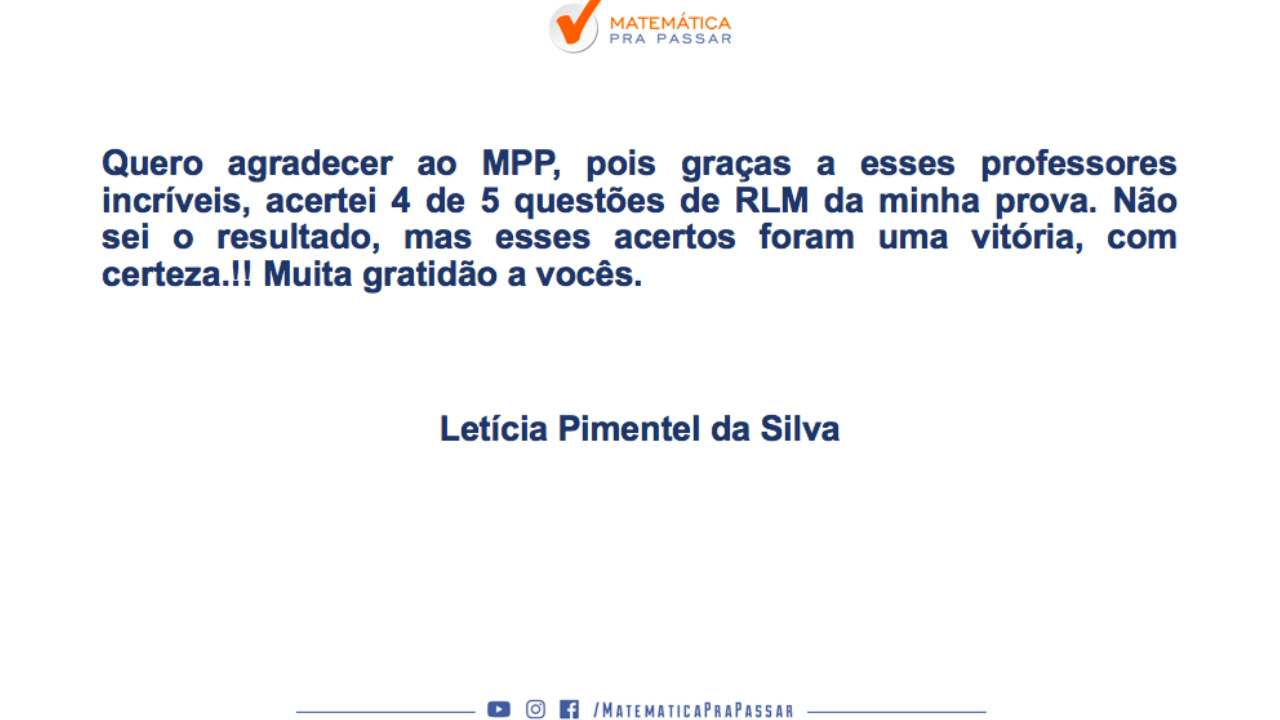 MATEMÁTICA
PRA PASSAR
Quero agradecer ao MPP, pois graças a esses professores
incríveis, acertei 4 de 5 questões de RLM da minha prova. Não
sei o resultado, mas esses acertos foram uma vitória, com
certeza.!! Muita gratidão a vocês.
Letícia Pimentel da Silva
/MATEMATICAPRAPASSAR